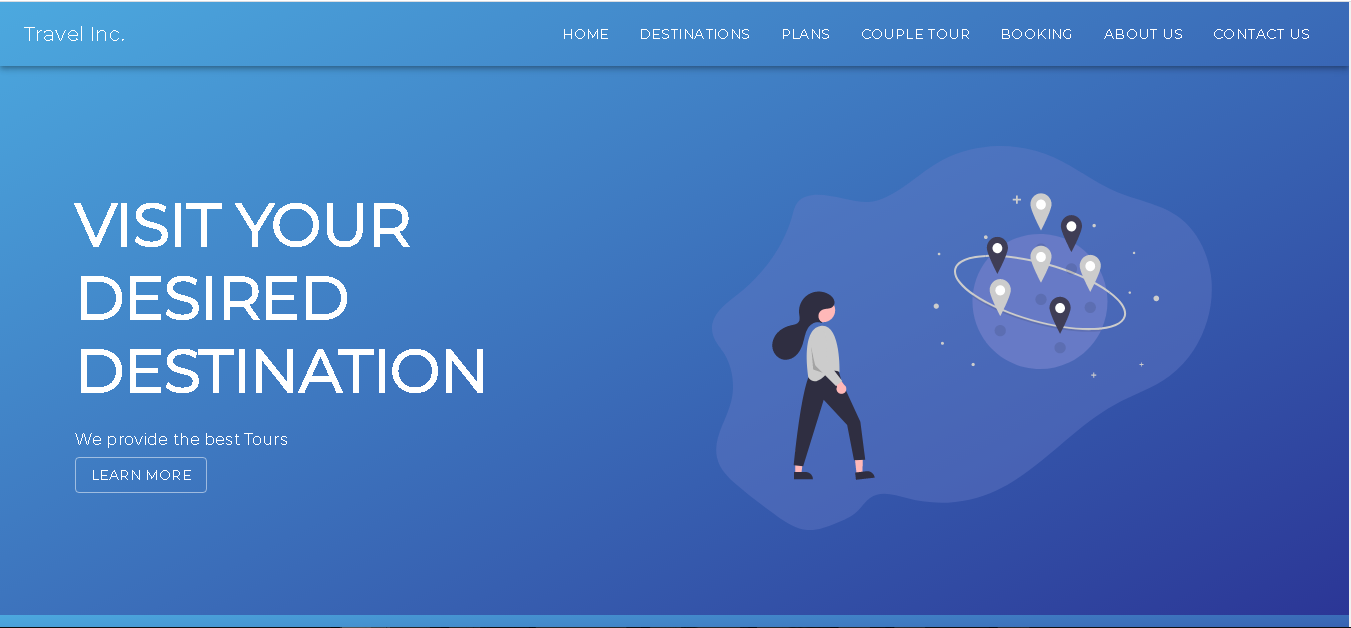 Travel Inc.
HOME DESTINATIONS PLANS COUPLE TOUR BOOKING ABOUT US CONTACT US
VISIT YOUR
DESIRED
DESTINATION
We provide the best Tours
LEARN MORE